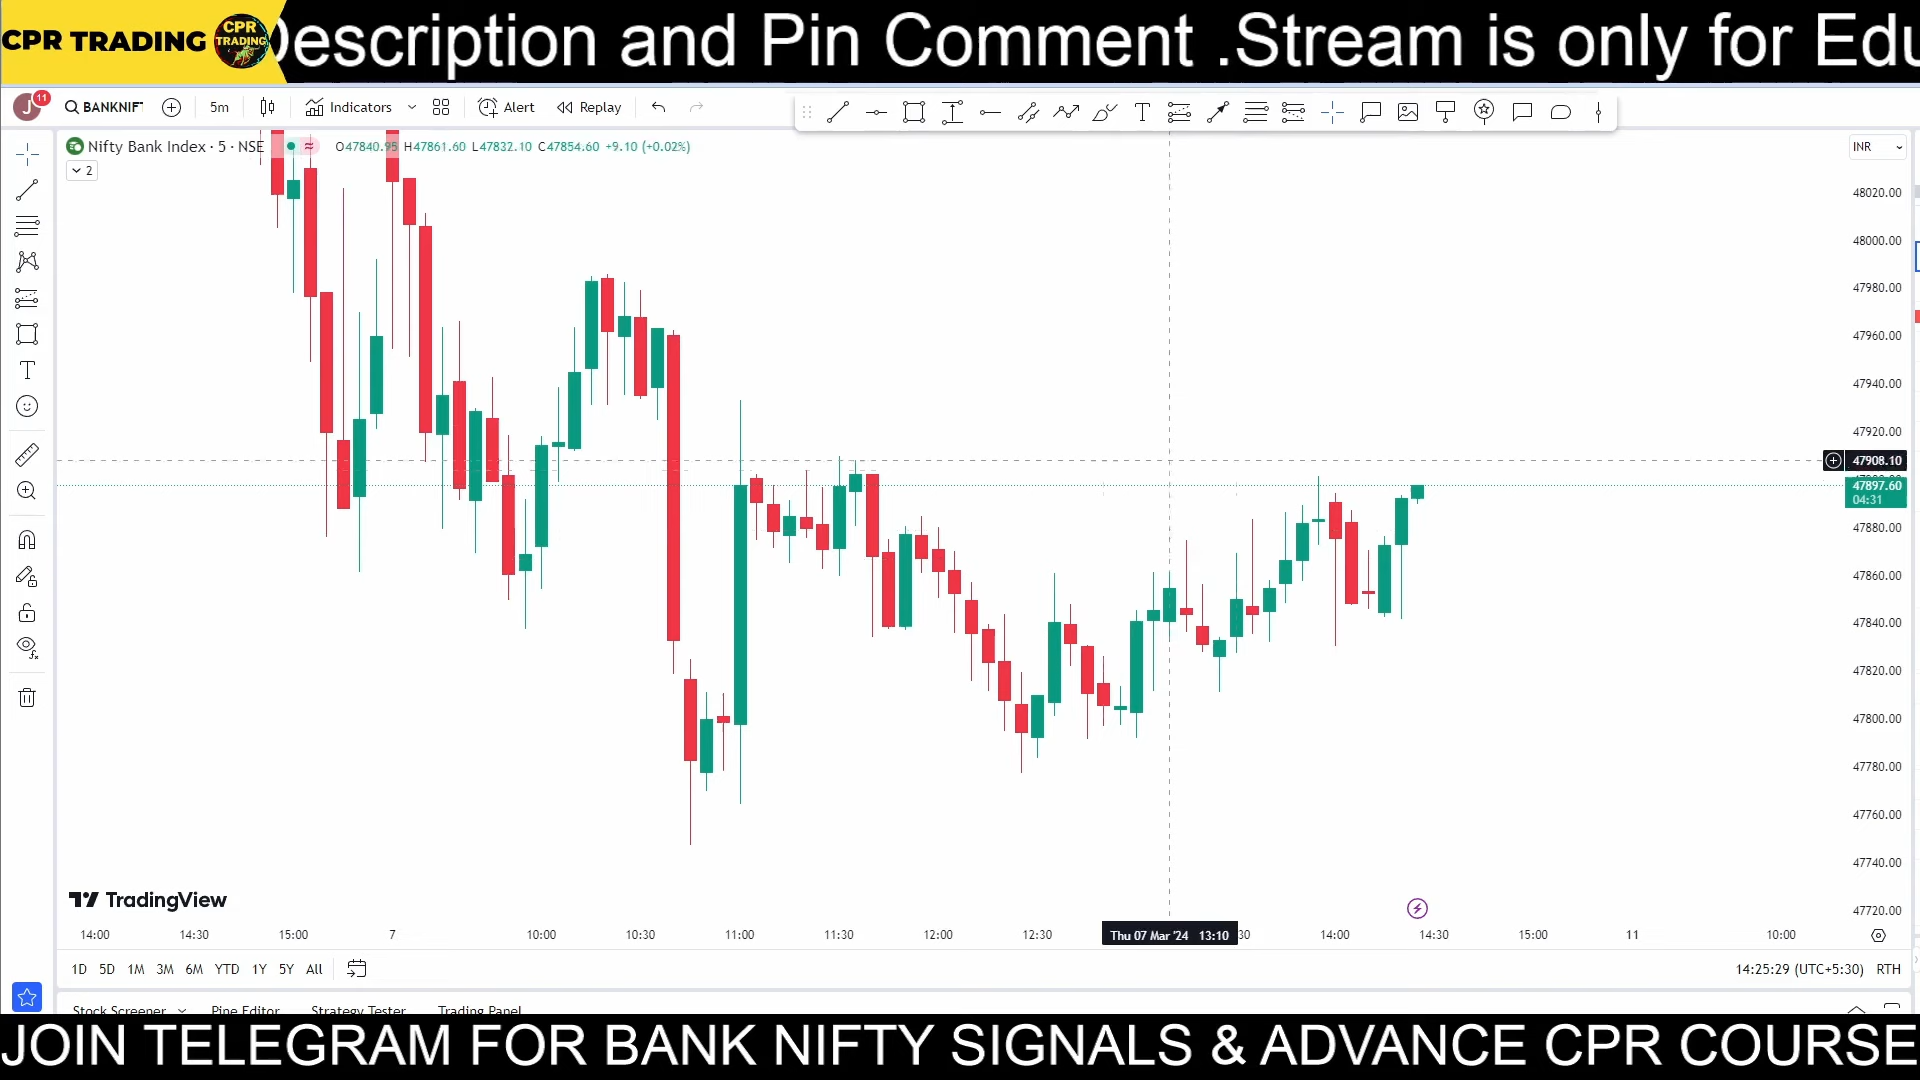 Description and Pin Comment .Stream is only for Edu
CPR TRADING
CPR
TRADING
J
11
BANKNIFT
5m
Indicators
Alert
Replay
Nifty Bank Index · 5 · NSE
O47840.95 H47861.60 L47832.10 C47854.60 +9.10 (+0.02%)
2
INR
48020.00
48000.00
47980.00
47960.00
47940.00
47920.00
47908.10
47897.60
04:31
47880.00
47860.00
47840.00
47820.00
47800.00
47780.00
47760.00
47740.00
47720.00
TradingView
14:00 14:30 15:00 7 10:00 10:30 11:00 11:30 12:00 12:30 Thu 07 Mar '24 13:10 :30 14:00 14:30 15:00 11 10:00
1D 5D 1M 3M 6M YTD 1Y 5Y All
14:25:29 (UTC+5:30) RTH
Stock Screener Pine Editor Strategy Tester Trading Panel
JOIN TELEGRAM FOR BANK NIFTY SIGNALS & ADVANCE CPR COURSE